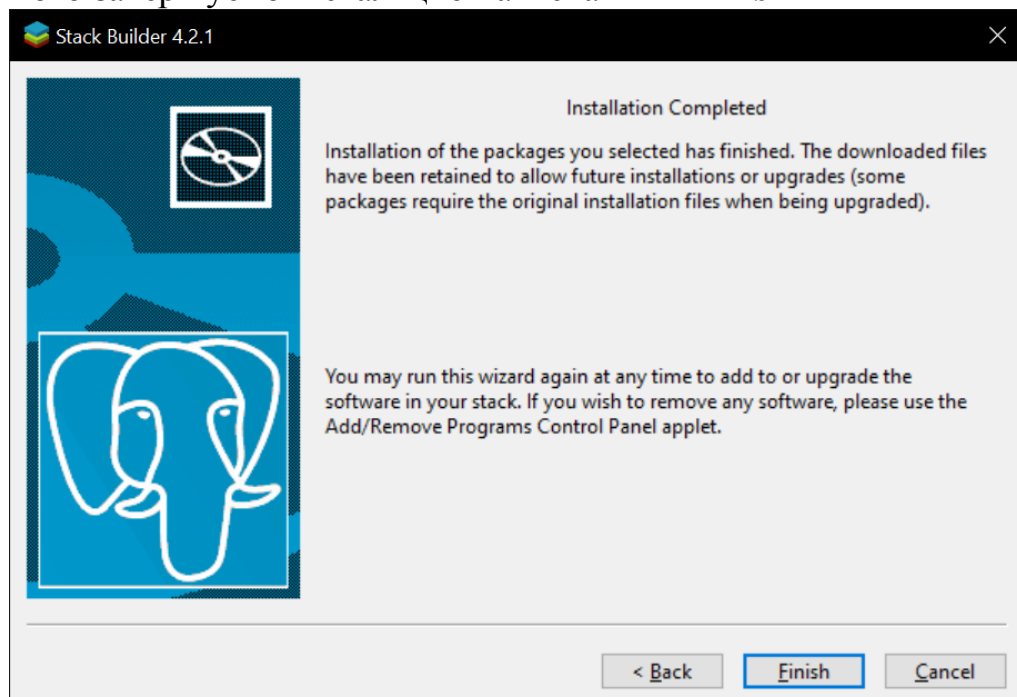 Stack Builder 4.2.1
Installation Completed
Installation of the packages you selected has finished. The downloaded files
have been retained to allow future installations or upgrades (some
packages require the original installation files when being upgraded).
You may run this wizard again at any time to add to or upgrade the
software in your stack. If you wish to remove any software, please use the
Add/Remove Programs Control Panel applet.
< Back
Finish
Cancel